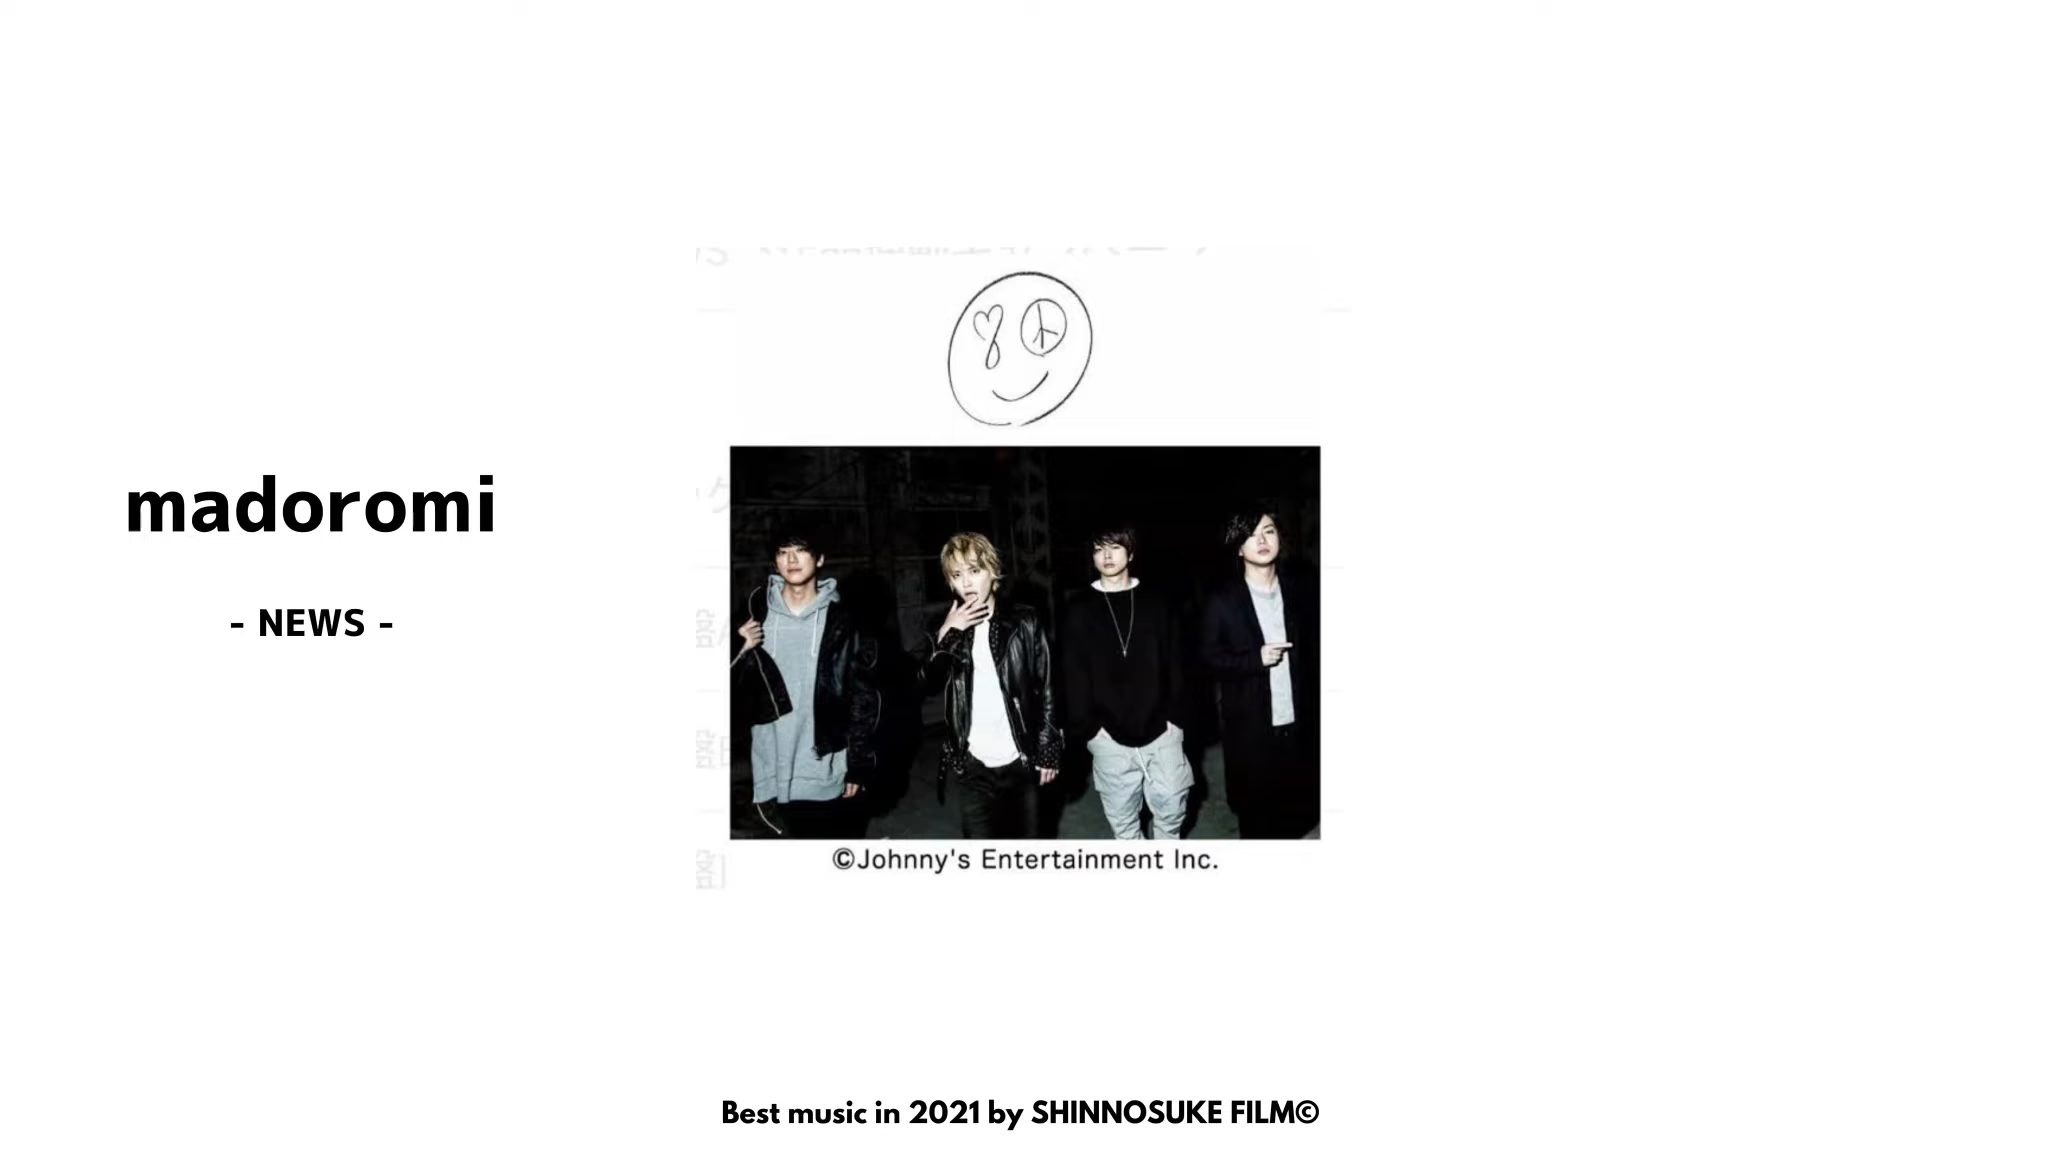 madoromi
- NEWS -
©Johnny's Entertainment Inc.
Best music in 2021 by SHINNOSUKE FILM©